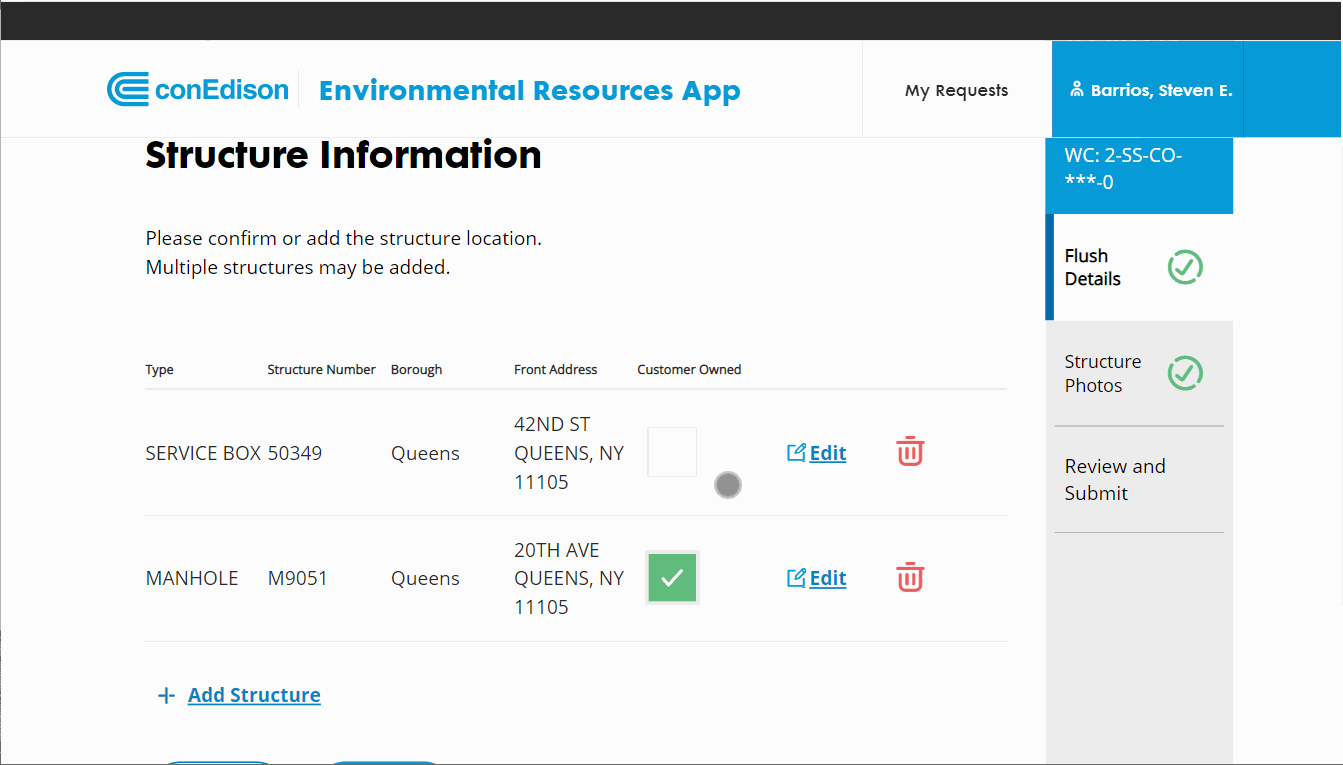 conEdison
Environmental Resources App
My Requests
Barrios, Steven E.
Structure Information
WC: 2-SS-CO-
***-0
Please confirm or add the structure location.
Multiple structures may be added.
Flush
Details
Structure
Photos
Review and
Submit
Type Structure Number Borough Front Address Customer Owned
SERVICE BOX 50349 Queens 42ND ST
QUEENS, NY
11105
Edit
MANHOLE M9051 Queens 20TH AVE
QUEENS, NY
11105
Edit
Add Structure